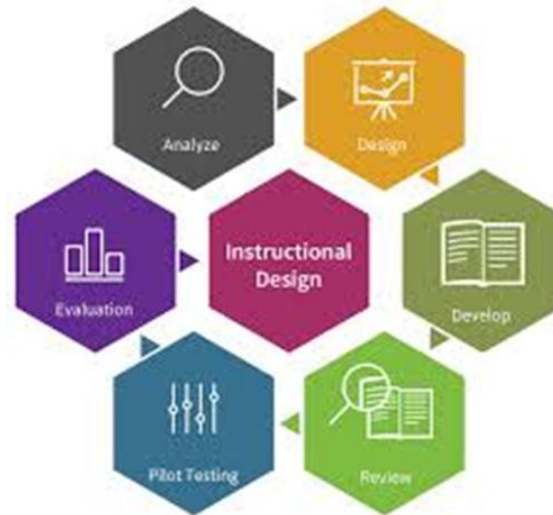 Analyze
Design
Evaluation
Instructional
Design
Develop
Pilot Testing
Review